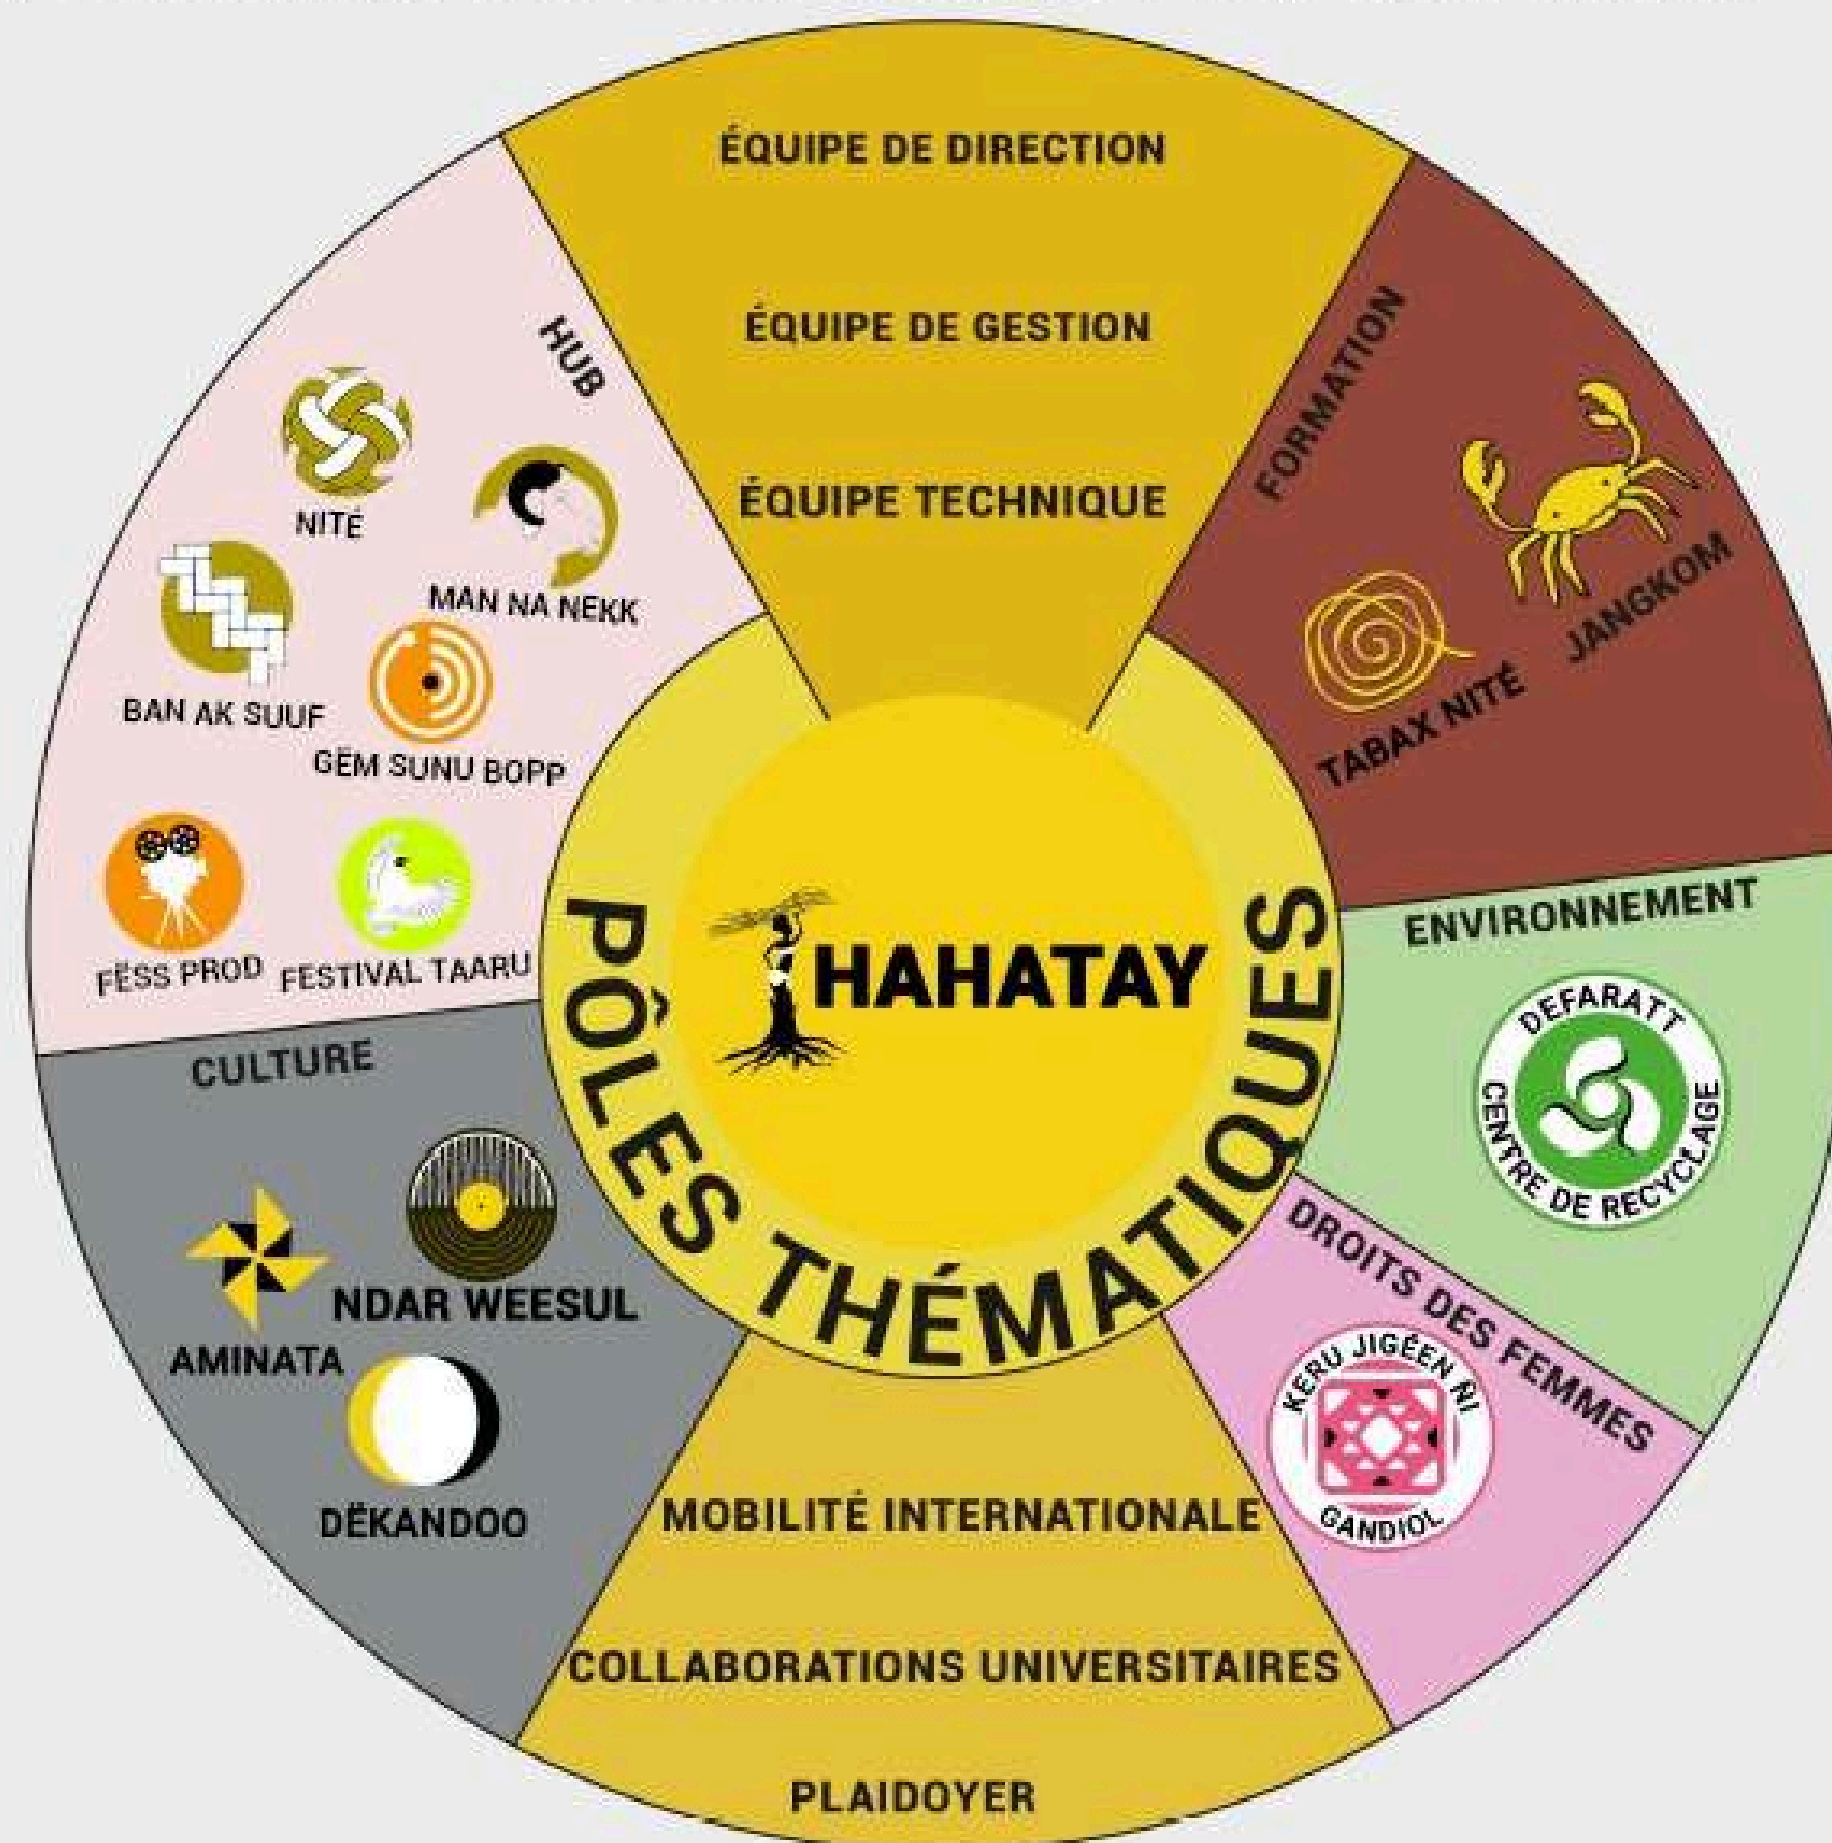 ÉQUIPE DE DIRECTION
ÉQUIPE DE GESTION
ÉQUIPE TECHNIQUE
FORMATION
JANGKOM
TABAX NITÉ
ENVIRONNEMENT
DEFARATT
CENTRE DE RECYCLAGE
DROITS DES FEMMES
KERU JIGÉEN ÑI
GANDIOL
MOBILITÉ INTERNATIONALE
COLLABORATIONS UNIVERSITAIRES
PLAIDOYER
CULTURE
NDAR WEESUL
AMINATA
DËKANDOO
HUB
NITÉ
MAN NA NEKK
BAN AK SUUF
GËM SUNU BOPP
FËSS PROD
FESTIVAL TAARU
HAHATAY
PÔLES THÉMATIQUES